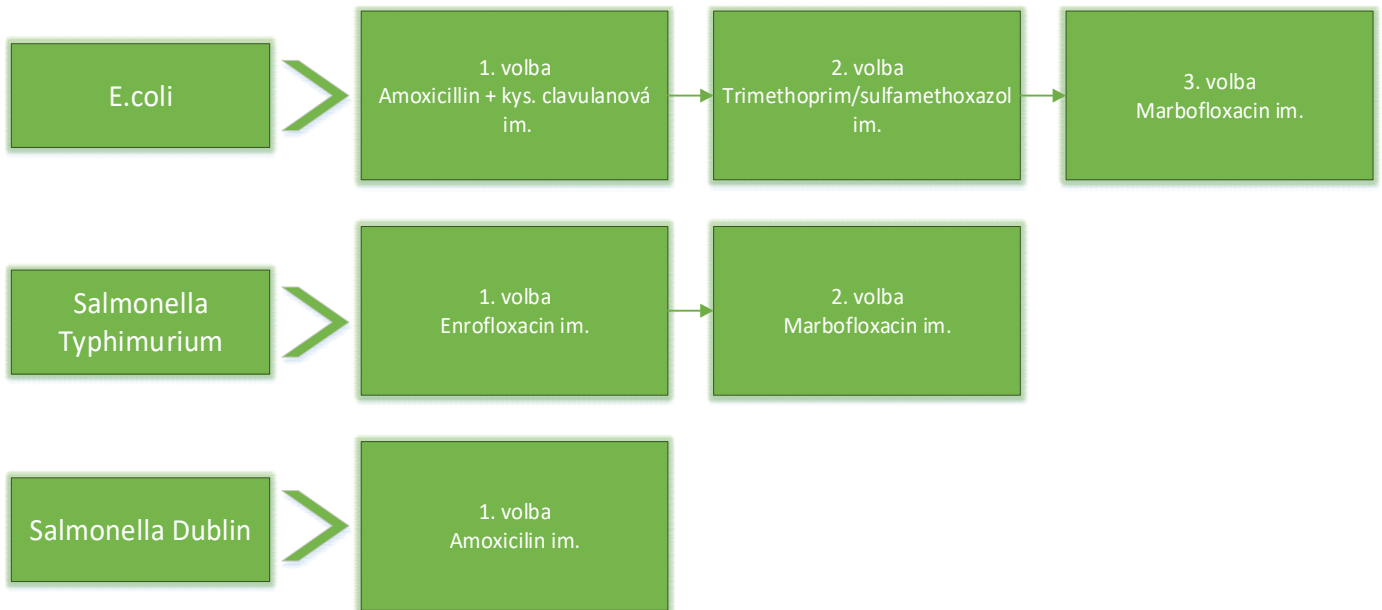 E.coli
1. volba
Amoxicillin + kys. clavulanová
im.
2. volba
Trimethoprim/sulfamethoxazol
im.
3. volba
Marbofloxacin im.
Salmonella
Typhimurium
1. volba
Enrofloxacin im.
2. volba
Marbofloxacin im.
Salmonella Dublin
1. volba
Amoxicilin im.